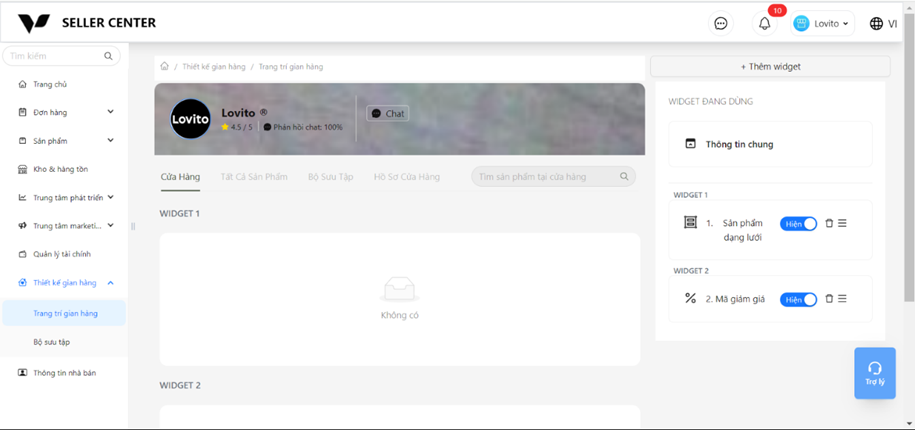 SELLER CENTER
10
Lovito
VI
Tìm kiếm
Trang chủ
Đơn hàng
Sản phẩm
Kho & hàng tồn
Trung tâm phát triển
Trung tâm marketi...
Quản lý tài chính
Thiết kế gian hàng
Trang trí gian hàng
Bộ sưu tập
Thông tin nhà bán
/ Thiết kế gian hàng / Trang trí gian hàng
Lovito
Lovito ®
4.5 / 5
Phản hồi chat: 100%
Chat
Cửa Hàng
Tất Cả Sản Phẩm
Bộ Sưu Tập
Hồ Sơ Cửa Hàng
Tìm sản phẩm tại cửa hàng
WIDGET 1
Không có
WIDGET 2
+ Thêm widget
WIDGET ĐANG DÙNG
Thông tin chung
WIDGET 1
1. Sản phẩm
dạng lưới
Hiện
WIDGET 2
2. Mã giảm giá
Hiện
Trợ lý